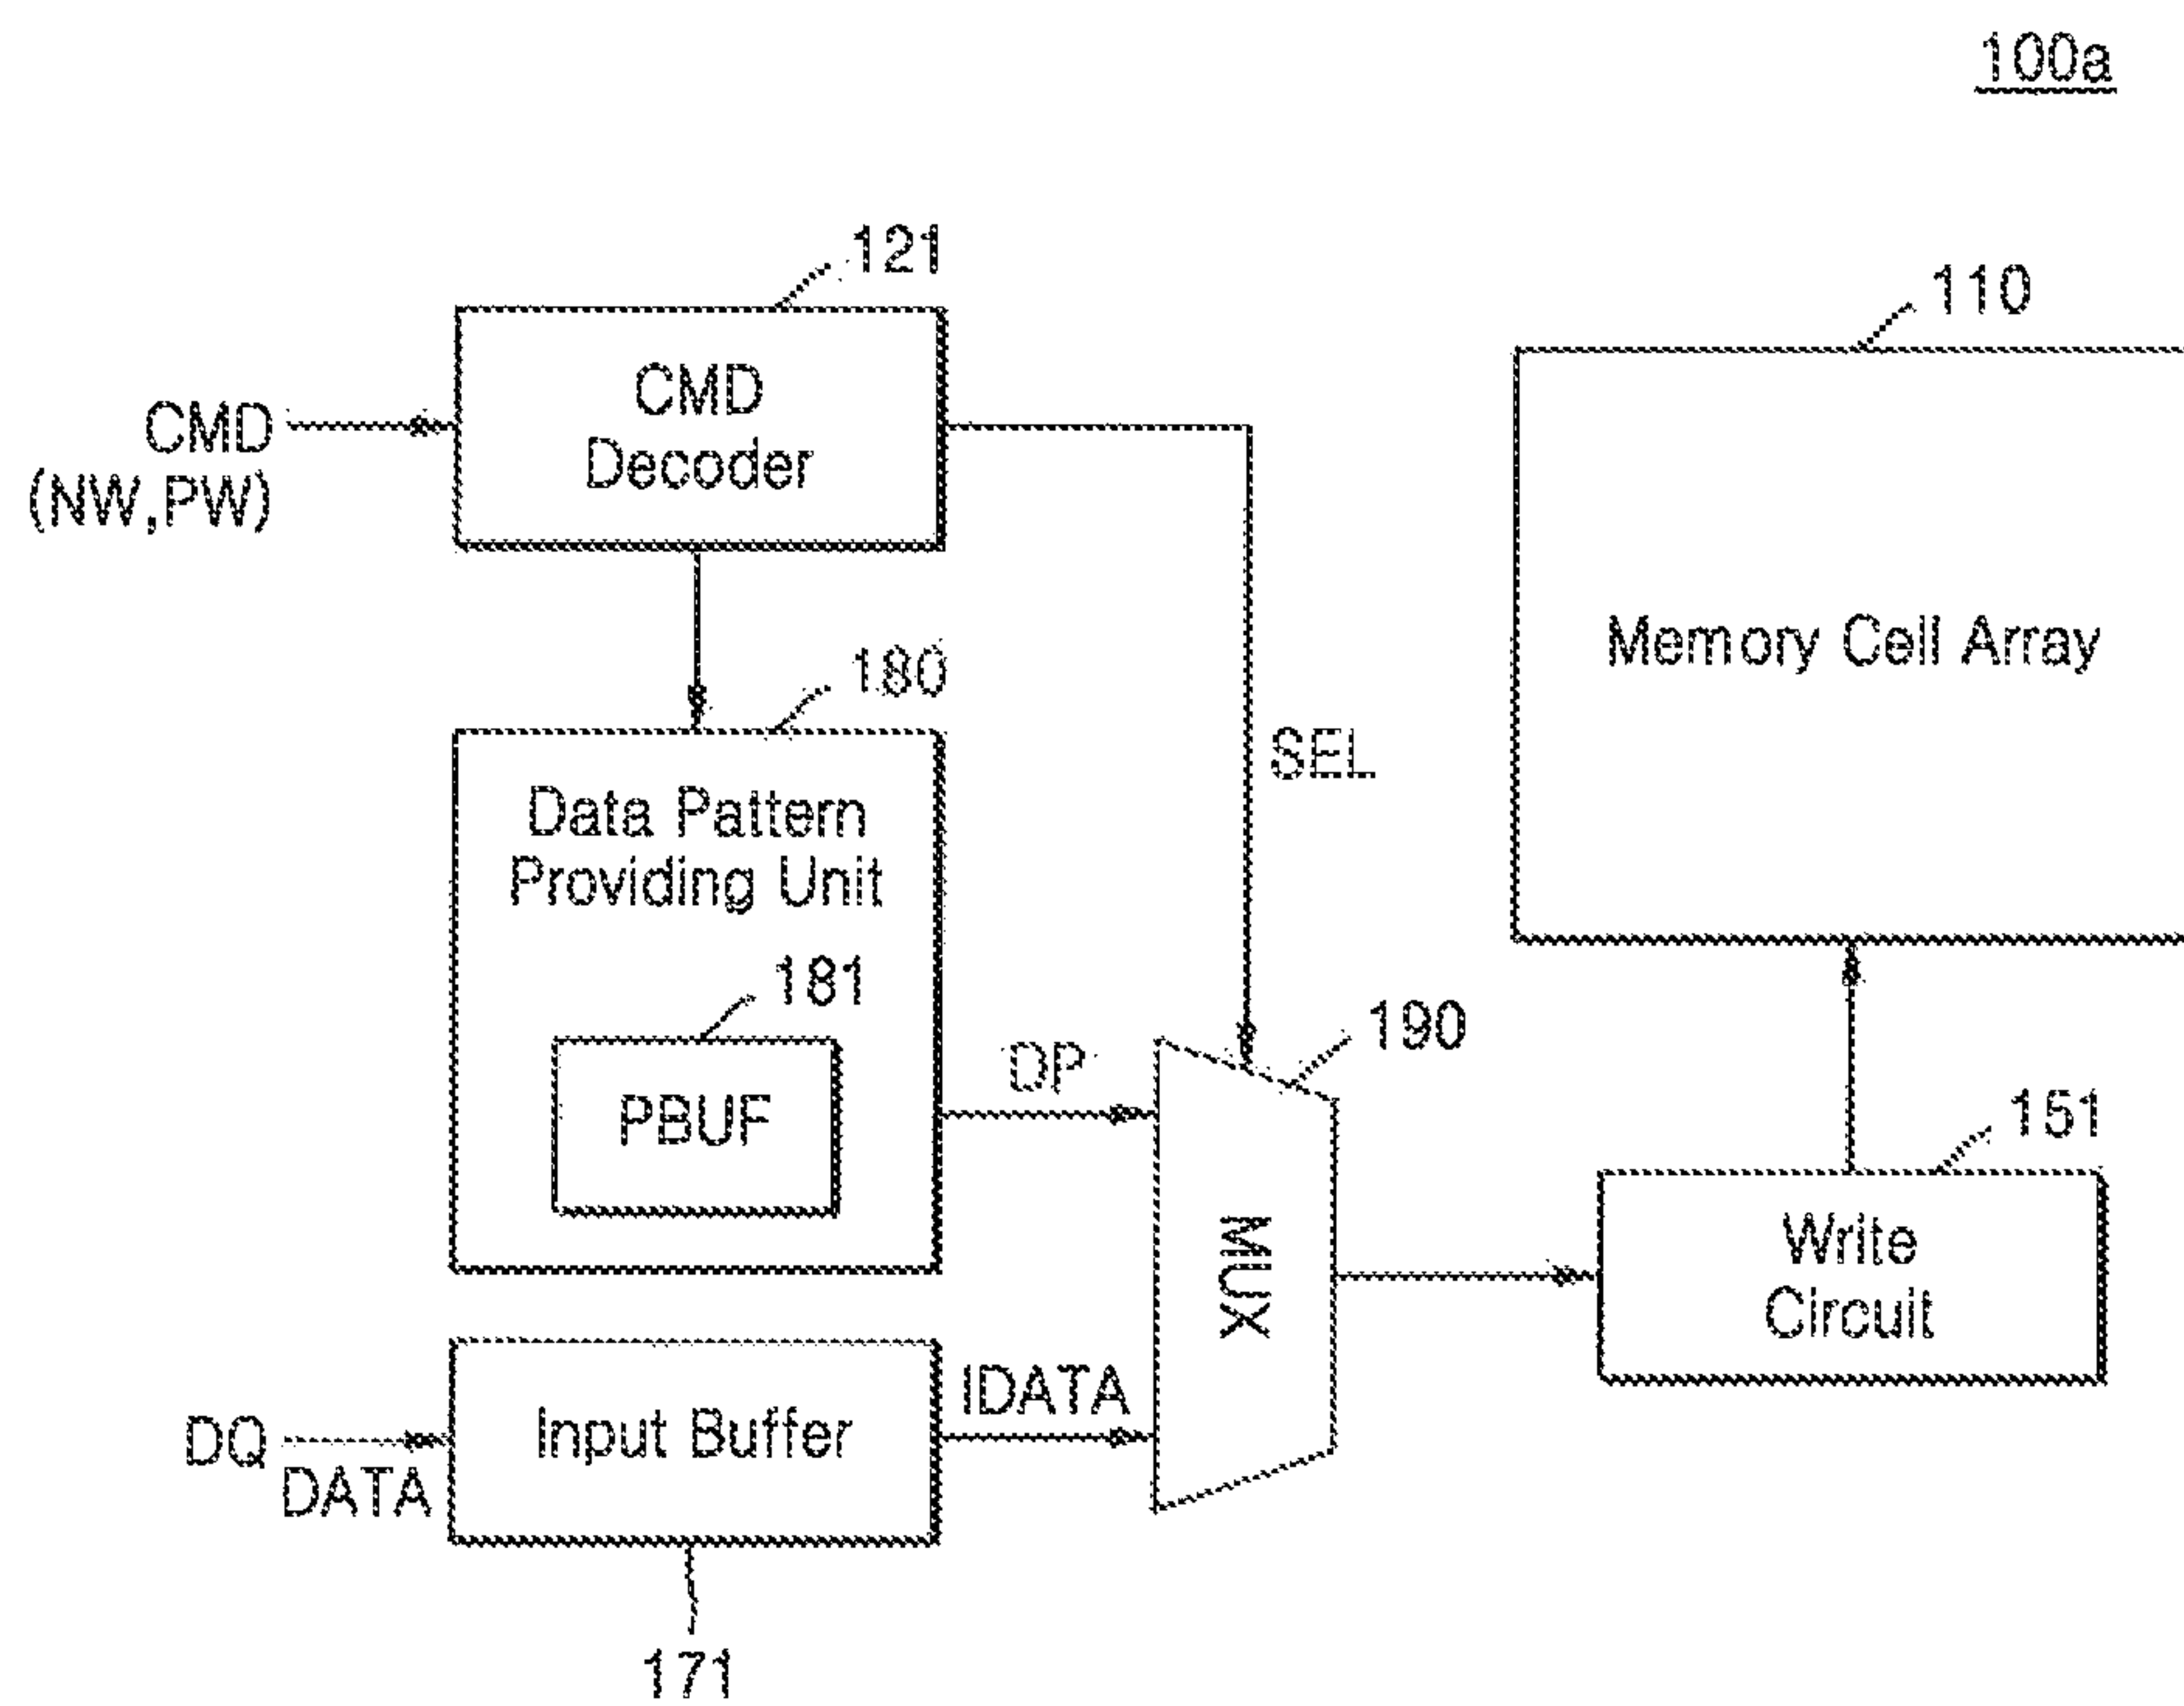 100a
121
110
CMD
(NW,PW)
CMD
Decoder
Memory Cell Array
180
SEL
Data Pattern
Providing Unit
181
PBUF
DP
190
151
MUX
Write
Circuit
IDATA
DQ
DATA
Input Buffer
171